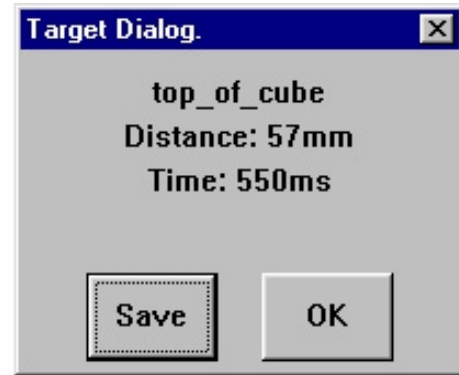 Target Dialog.
top_of_cube
Distance: 57mm
Time: 550ms
Save OK